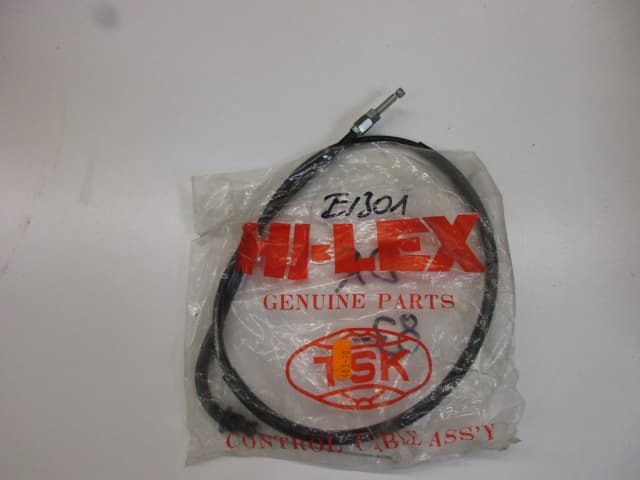 E1301
HI-LEX
GENUINE PARTS
TSK
CONTROL CABLE ASS'Y